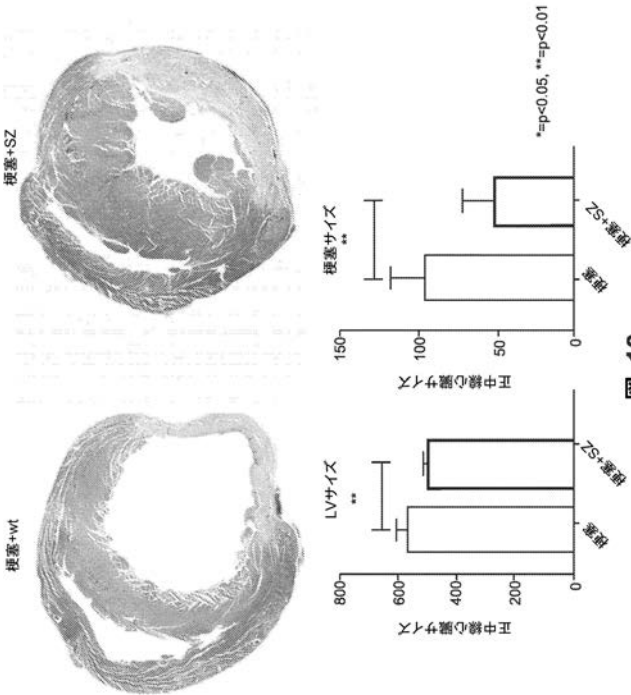 梗塞+wt
梗塞+SZ
LVサイズ
**
正中線心臓サイズ
800
600
400
200
0
梗塞
梗塞+SZ
梗塞サイズ
**
正中線心臓サイズ
150
100
50
0
梗塞
梗塞+SZ
*=p<0.05, **=p<0.01